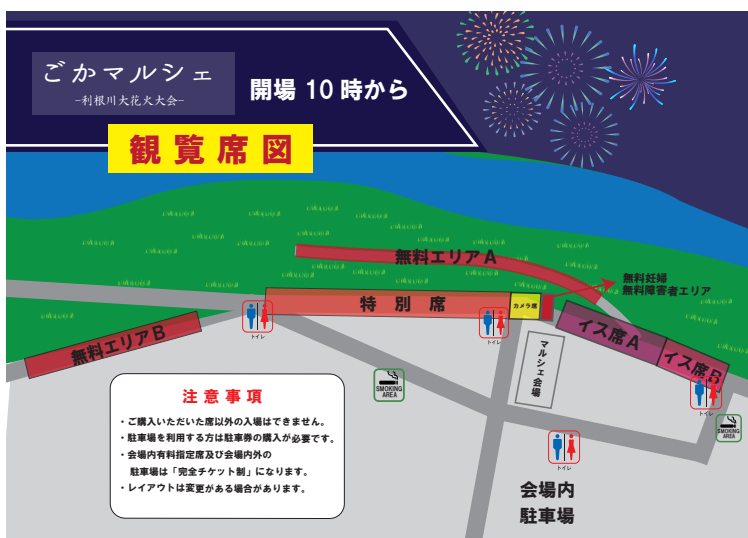 ごかマルシェ
-利根川大花火大会-
開場 10 時から
観覧席図
無料エリア A
無料妊婦
無料障害者エリア
特別席
カメラ席
イス席A
イス席B
無料エリア B
トイレ
トイレ
マルシェ会場
トイレ
SMOKING
AREA
SMOKING
AREA
トイレ
会場内
駐車場
注意事項
・ご購入いただいた席以外の入場はできません。
・駐車場を利用する方は駐車券の購入が必要です。
・会場内有料指定席及び会場内外の
駐車場は「完全チケット制」になります。
・レイアウトは変更がある場合があります。